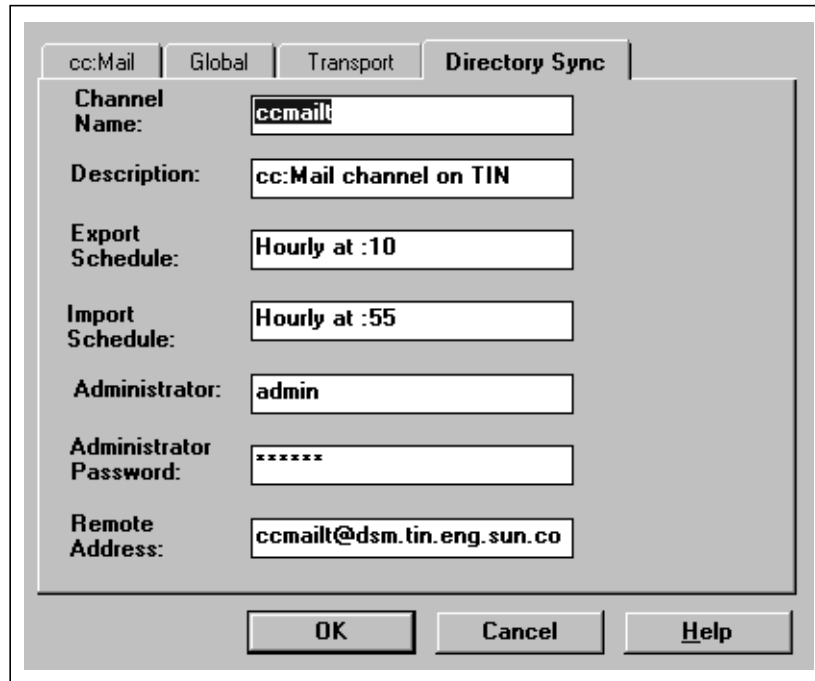 cc:Mail Global Transport Directory Sync
Channel
Name:
ccmailt
Description:
cc:Mail channel on TIN
Export
Schedule:
Hourly at :10
Import
Schedule:
Hourly at :55
Administrator:
admin
Administrator
Password:
******
Remote
Address:
ccmailt@dsm.tin.eng.sun.co
OK Cancel Help